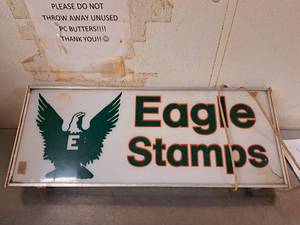 PLEASE DO NOT
THROW AWAY UNUSED
PC BUTTERS!!!!
THANK YOU!! ☺
E
Eagle
Stamps